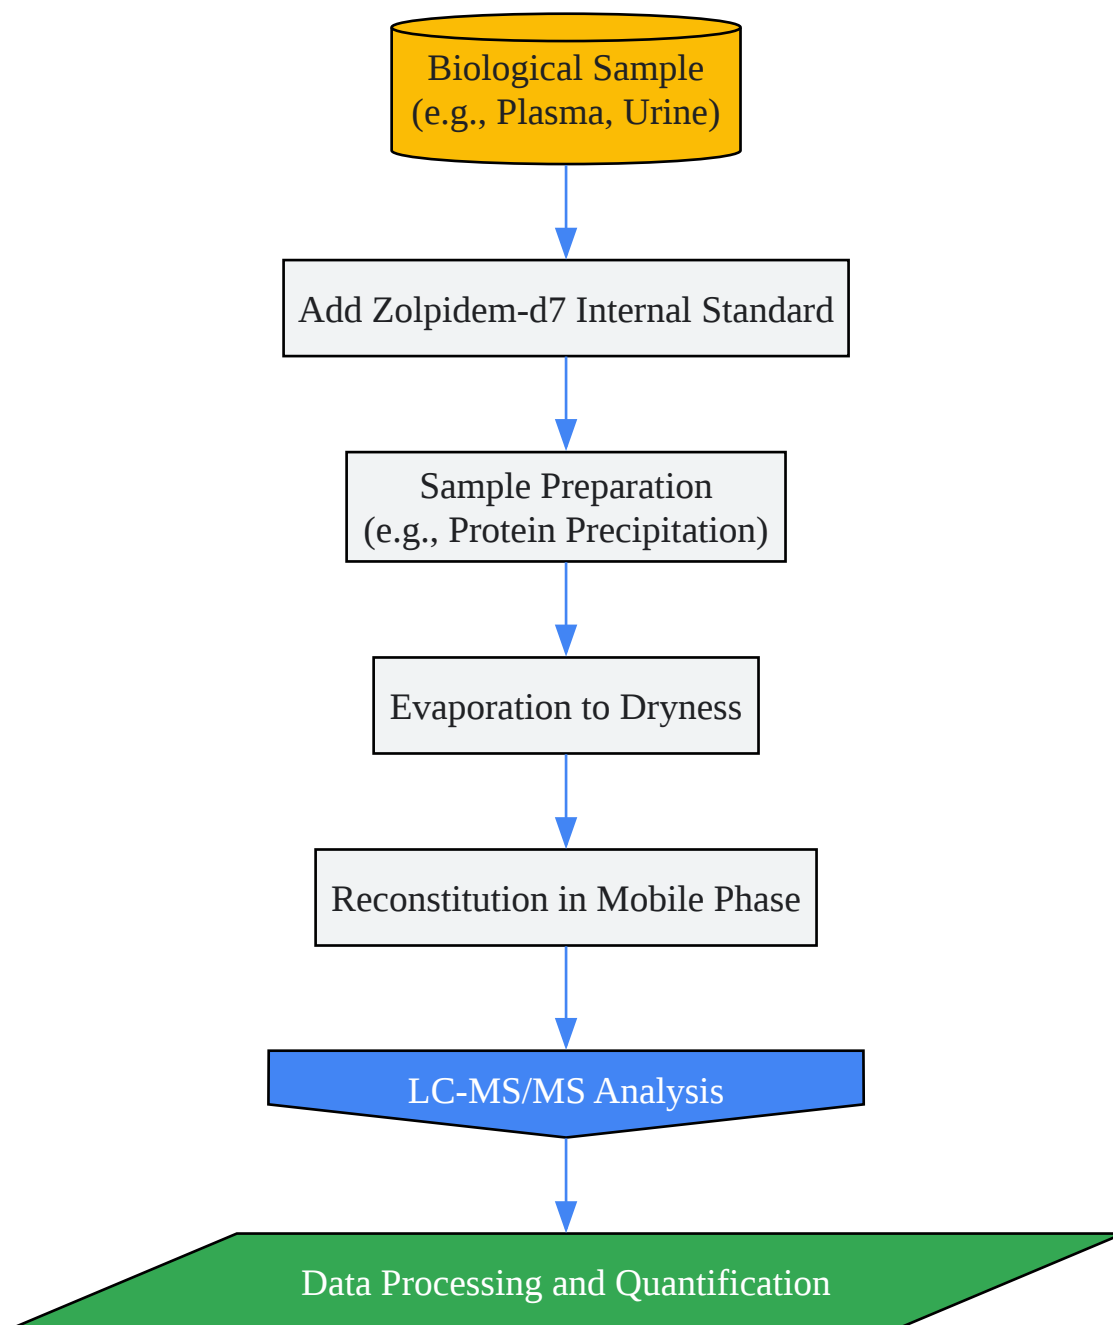 Biological Sample
(e.g., Plasma, Urine)
Add Zolpidem-d7 Internal Standard
Sample Preparation
(e.g., Protein Precipitation)
Evaporation to Dryness
Reconstitution in Mobile Phase
LC-MS/MS Analysis
Data Processing and Quantification